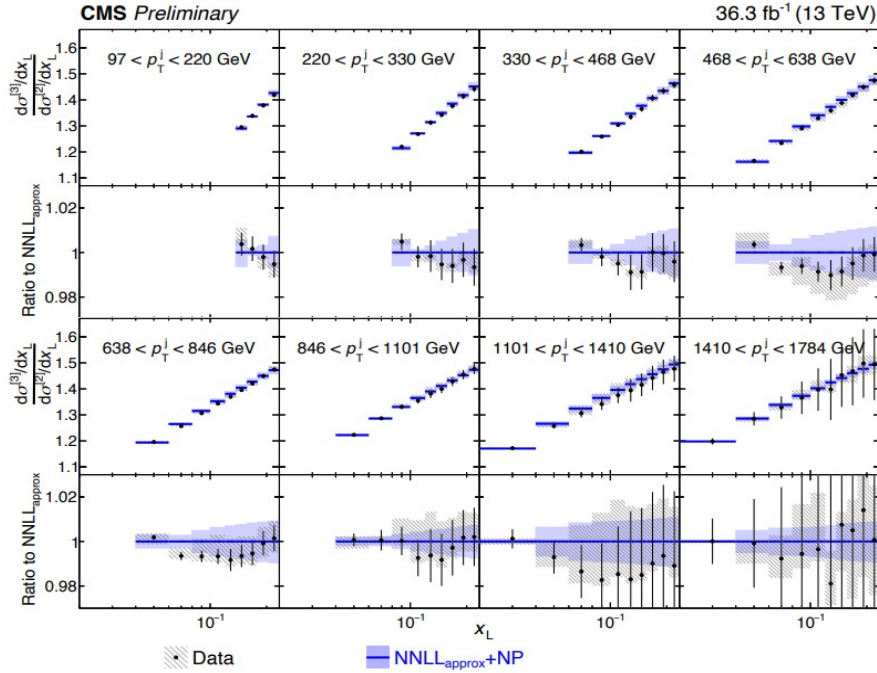 CMS Preliminary 36.3 fb⁻¹ (13 TeV)
dσ[3]/dx_L
dσ[2]/dx_L
1.6
1.5
1.4
1.3
1.2
1.1
97 < p_T^j < 220 GeV
220 < p_T^j < 330 GeV
330 < p_T^j < 468 GeV
468 < p_T^j < 638 GeV
Ratio to NNLL_approx
1.02
1
0.98
dσ[3]/dx_L
dσ[2]/dx_L
1.6
1.5
1.4
1.3
1.2
1.1
638 < p_T^j < 846 GeV
846 < p_T^j < 1101 GeV
1101 < p_T^j < 1410 GeV
1410 < p_T^j < 1784 GeV
Ratio to NNLL_approx
1.02
1
0.98
10⁻¹ 10⁻¹ 10⁻¹ 10⁻¹
x_L
Data NNLL_approx+NP